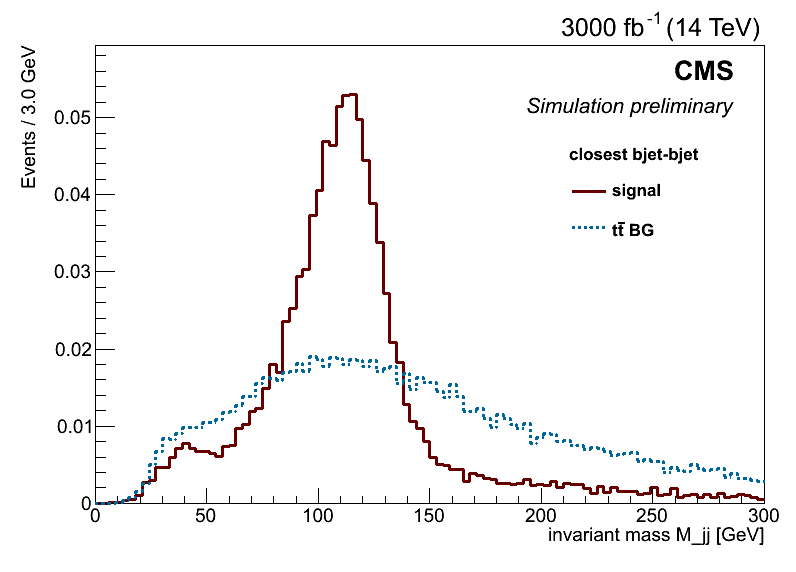 3000 fb⁻¹ (14 TeV)
CMS
Simulation preliminary
closest bjet-bjet
signal
tt̄ BG
Events / 3.0 GeV
0.05
0.04
0.03
0.02
0.01
0
0 50 100 150 200 250 300
invariant mass M_jj [GeV]